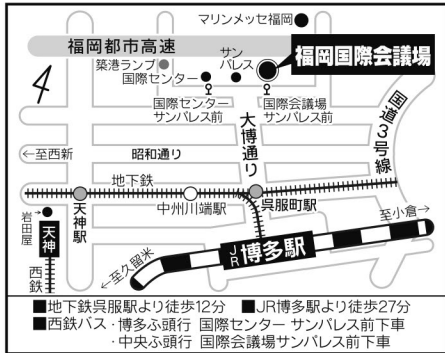 マリンメッセ福岡
福岡都市高速
サン
パレス
福岡国際会議場
築港ランプ
国際センター
国際センター
サンパレス前
国際会議場
サンパレス前
大博通り
国道3号線
←至西新
昭和通り
地下鉄
天神駅
中州川端駅
呉服町駅
岩田屋
天神
西鉄
至小倉→
JR博多駅
←至久留米
■地下鉄呉服駅より徒歩12分 ■JR博多駅より徒歩27分
■西鉄バス・博多ふ頭行 国際センター サンパレス前下車
・中央ふ頭行 国際会議場サンパレス前下車